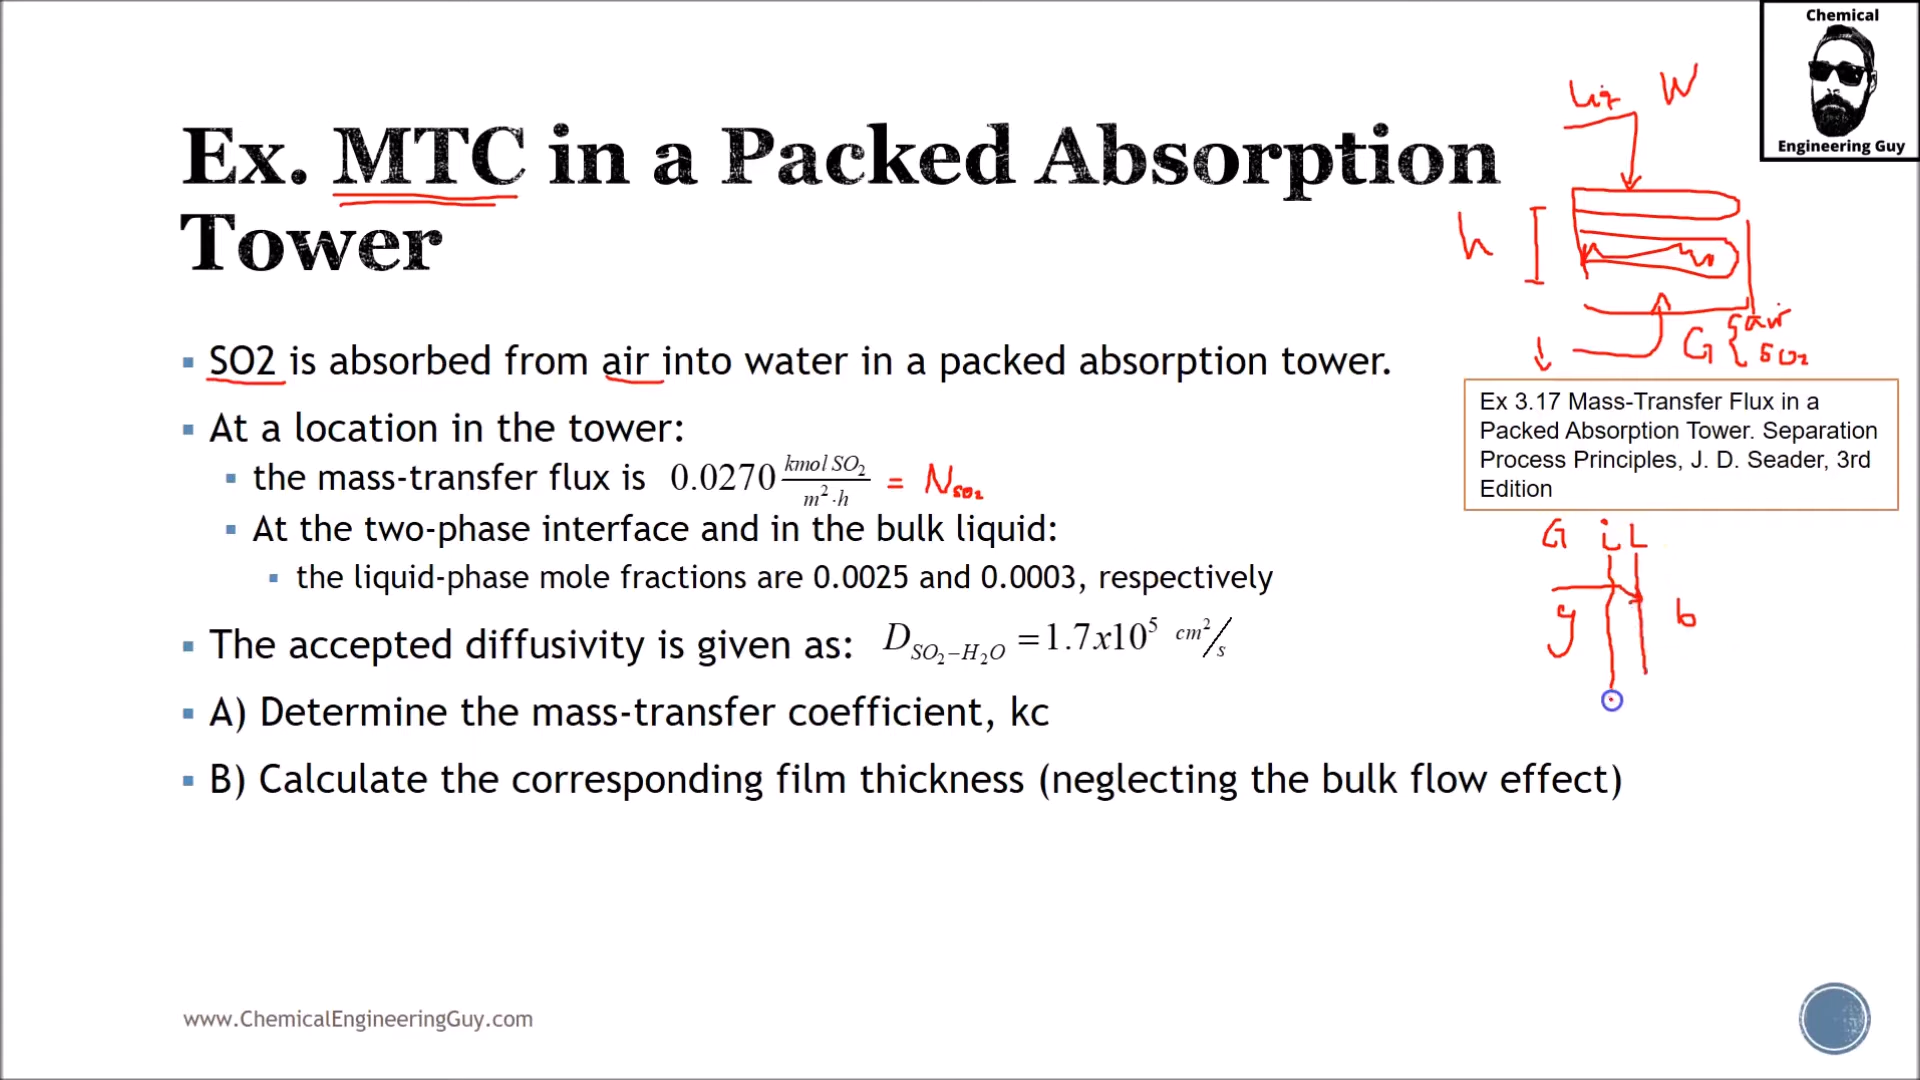 Chemical
Engineering Guy
Liq W
Ex. MTC in a Packed Absorption
Tower
h
G { air
SO2
▪ SO2 is absorbed from air into water in a packed absorption tower.
▪ At a location in the tower:
▪ the mass-transfer flux is 0.0270 kmol SO₂ / m²·h = N_SO₂
▪ At the two-phase interface and in the bulk liquid:
▪ the liquid-phase mole fractions are 0.0025 and 0.0003, respectively
▪ The accepted diffusivity is given as: D_SO₂−H₂O = 1.7x10⁵ cm²/s
▪ A) Determine the mass-transfer coefficient, kc
▪ B) Calculate the corresponding film thickness (neglecting the bulk flow effect)
Ex 3.17 Mass-Transfer Flux in a
Packed Absorption Tower. Separation
Process Principles, J. D. Seader, 3rd
Edition
G i L
y b
www.ChemicalEngineeringGuy.com